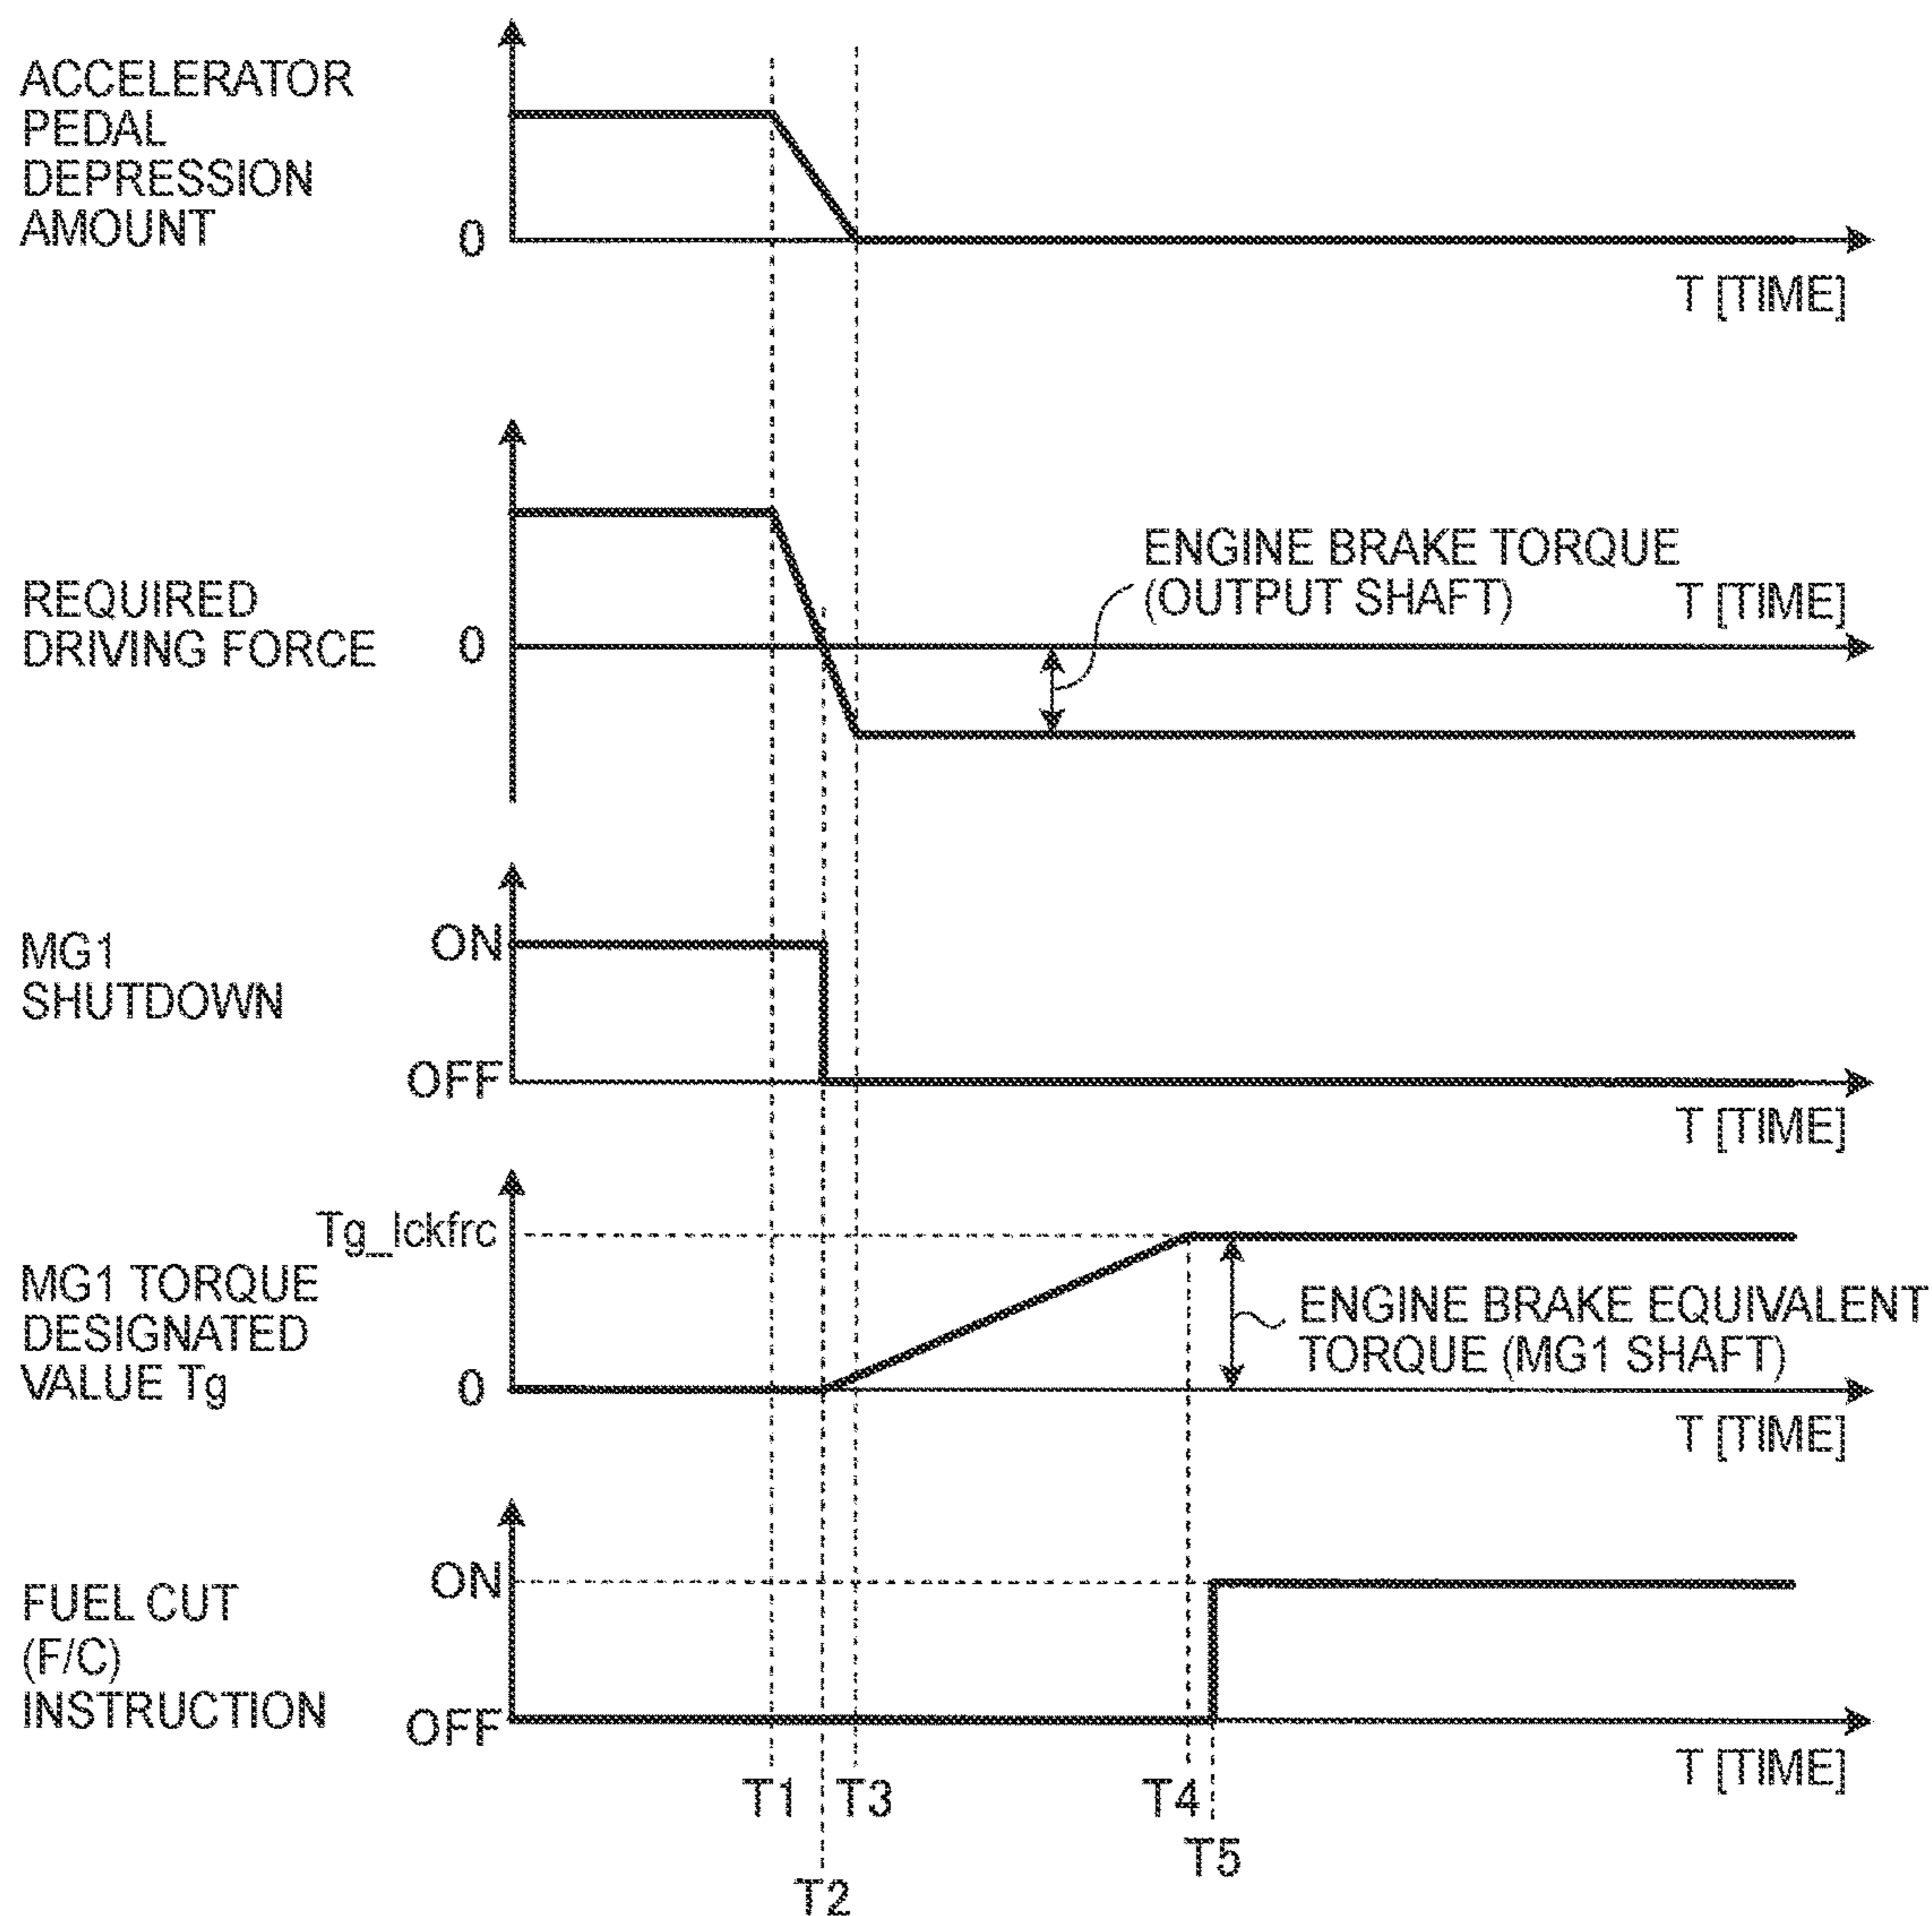 ACCELERATOR
PEDAL
DEPRESSION
AMOUNT
0
T [TIME]
REQUIRED
DRIVING FORCE
0
ENGINE BRAKE TORQUE
(OUTPUT SHAFT)
T [TIME]
MG1
SHUTDOWN
ON
OFF
T [TIME]
MG1 TORQUE
DESIGNATED
VALUE Tg
Tg_lckfrc
0
ENGINE BRAKE EQUIVALENT
TORQUE (MG1 SHAFT)
T [TIME]
FUEL CUT
(F/C)
INSTRUCTION
ON
OFF
T [TIME]
T1
T3
T4
T5
T2